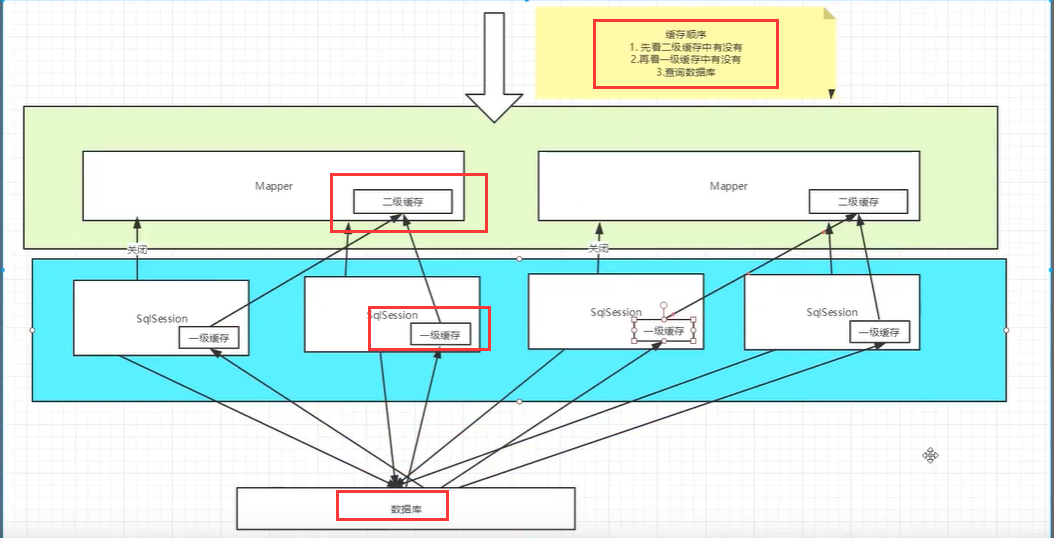 缓存顺序
1. 先看二级缓存中有没有
2.再看一级缓存中有没有
3.查询数据库
Mapper
二级缓存
Mapper
二级缓存
关闭
关闭
SqlSession
一级缓存
SqlSession
一级缓存
SqlSession
一级缓存
SqlSession
一级缓存
数据库